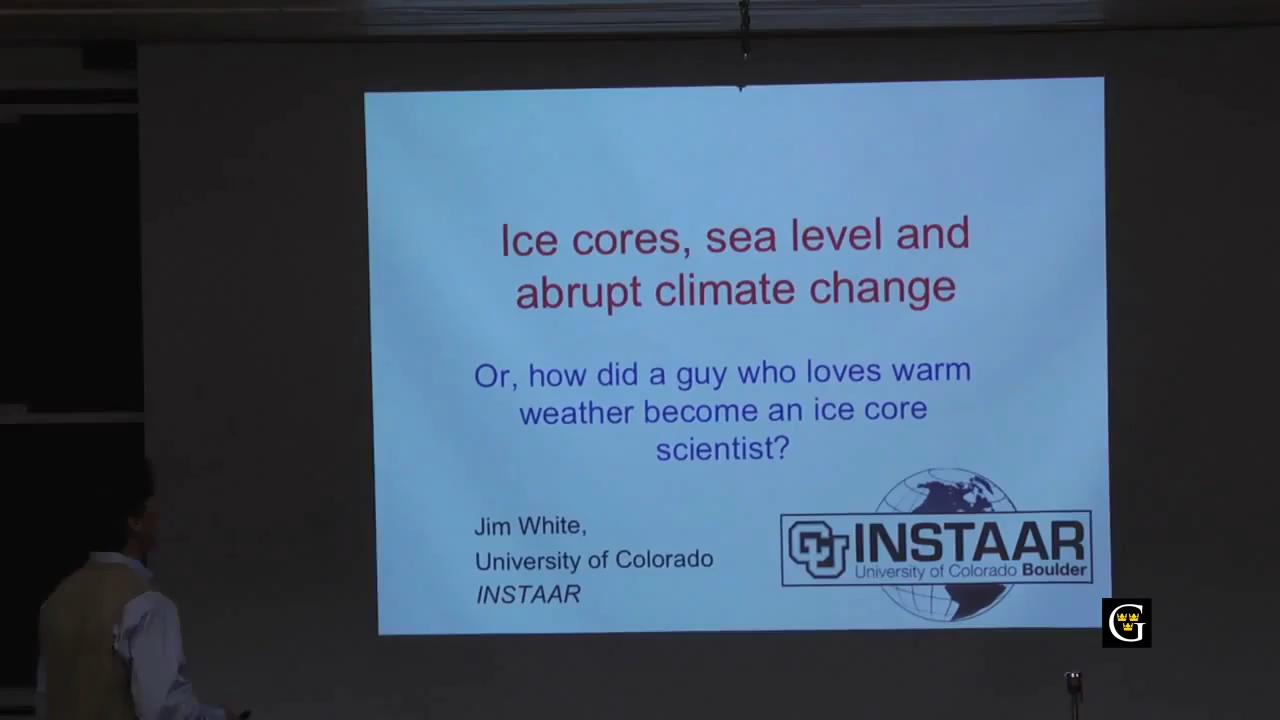 Ice cores, sea level and
abrupt climate change
Or, how did a guy who loves warm
weather become an ice core
scientist?
Jim White,
University of Colorado
INSTAAR
CU INSTAAR
University of Colorado Boulder
G